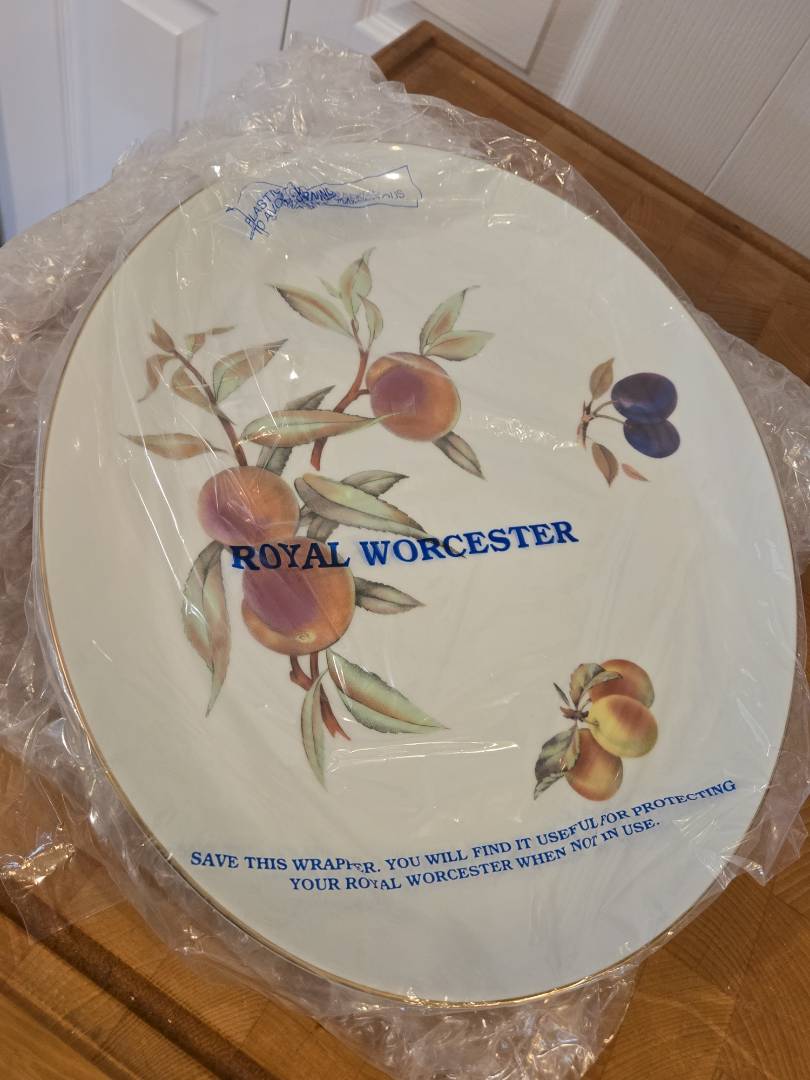 PLASTIC
ROYAL WORCESTER
SAVE THIS WRAPPER. YOU WILL FIND IT USEFUL FOR PROTECTING
YOUR ROYAL WORCESTER WHEN NOT IN USE.